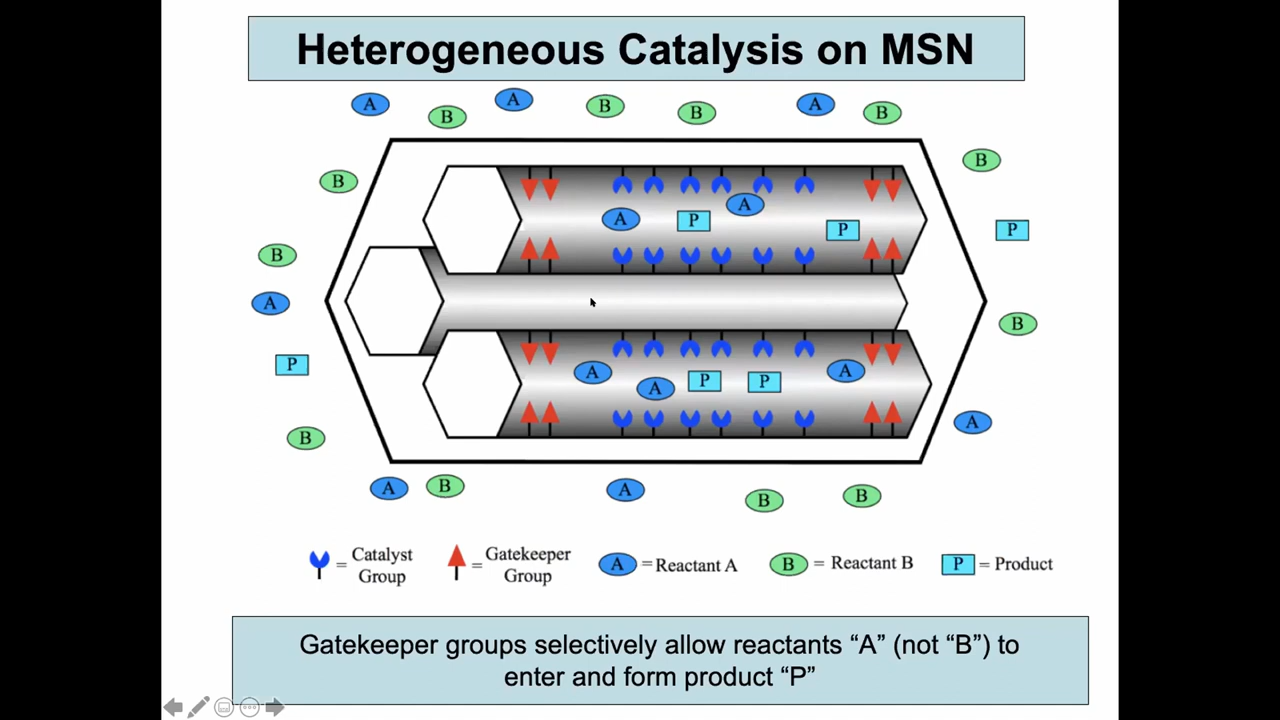 Heterogeneous Catalysis on MSN
A
A
B
B
B
A
B
B
B
A
P
A
P
P
B
A
P
B
A
A
P
P
A
B
A
A
B
A
B
B
= Catalyst Group
= Gatekeeper Group
A = Reactant A
B = Reactant B
P = Product
Gatekeeper groups selectively allow reactants “A” (not “B”) to
enter and form product “P”